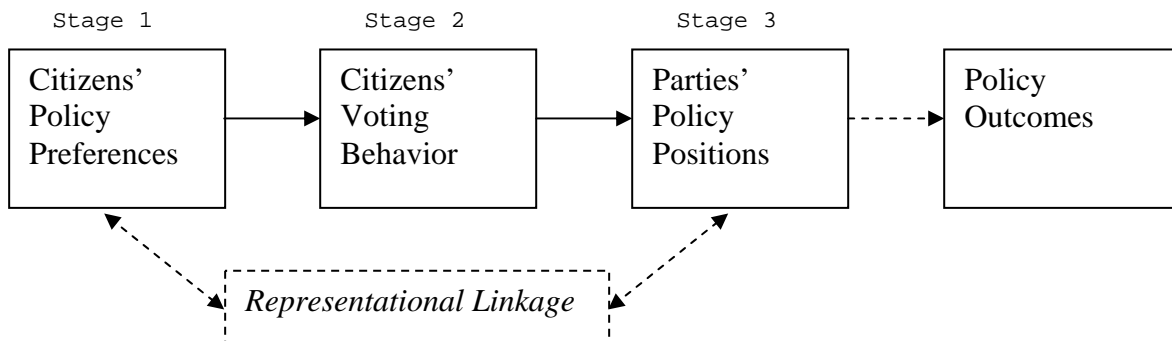 Stage 1
Stage 2
Stage 3
Citizens’
Policy
Preferences
Citizens’
Voting
Behavior
Parties’
Policy
Positions
Policy
Outcomes
Representational Linkage